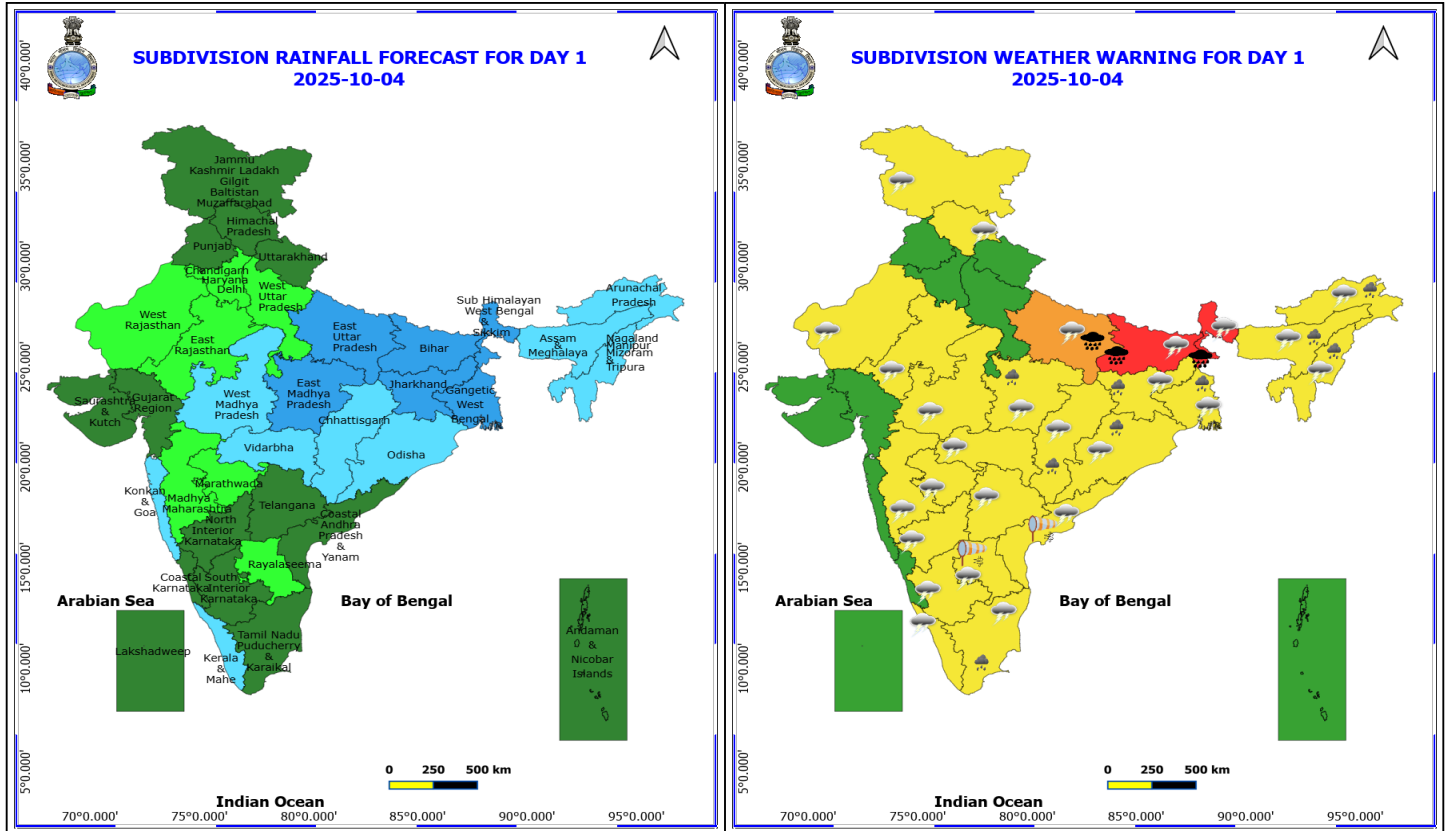 SUBDIVISION RAINFALL FORECAST FOR DAY 1
2025-10-04
40°0.000'
35°0.000'
30°0.000'
25°0.000'
20°0.000'
15°0.000'
10°0.000'
5°0.000'
Jammu
Kashmir Ladakh
Gilgit
Baltistan
Muzaffarabad
Himachal
Pradesh
Punjab
Uttarakhand
Chandigarh
Haryana
Delhi
West
Uttar
Pradesh
West
Rajasthan
East
Rajasthan
East
Uttar
Pradesh
Bihar
Sub Himalayan
West Bengal
&
Sikkim
Arunachal
Pradesh
Assam
&
Meghalaya
Nagaland
Manipur
Mizoram
&
Tripura
Saurashtra
&
Kutch
Gujarat
Region
West
Madhya
Pradesh
East
Madhya
Pradesh
Jharkhand
Gangetic
West
Bengal
Chhattisgarh
Vidarbha
Odisha
Konkan
&
Goa
Madhya
Maharashtra
Marathwada
Telangana
North
Interior
Karnataka
Coastal
Andhra
Pradesh
&
Yanam
Rayalaseema
Coastal
Karnataka
South
Interior
Karnataka
Arabian Sea
Bay of Bengal
Lakshadweep
Kerala
&
Mahe
Tamil Nadu
Puducherry
&
Karaikal
Andaman
&
Nicobar
Islands
0 250 500 km
Indian Ocean
70°0.000' 75°0.000' 80°0.000' 85°0.000' 90°0.000' 95°0.000'
SUBDIVISION WEATHER WARNING FOR DAY 1
2025-10-04
40°0.000'
35°0.000'
30°0.000'
25°0.000'
20°0.000'
15°0.000'
10°0.000'
5°0.000'
Arabian Sea
Bay of Bengal
0 250 500 km
Indian Ocean
70°0.000' 75°0.000' 80°0.000' 85°0.000' 90°0.000' 95°0.000'